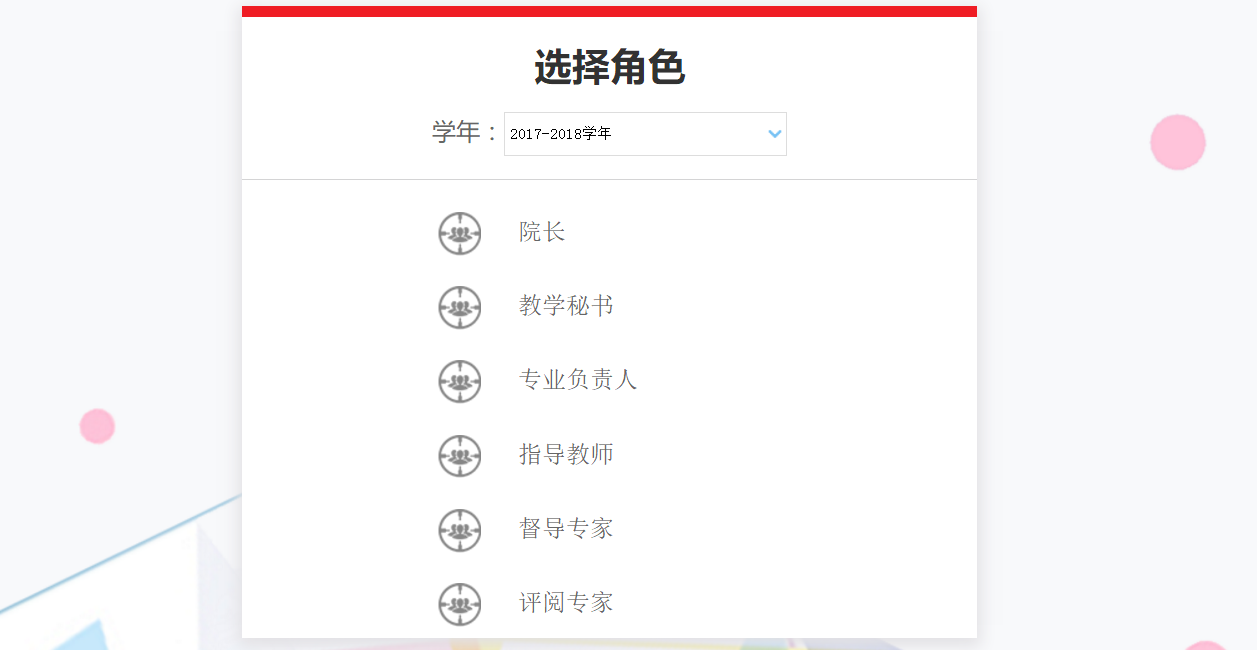 选择角色
学年：2017-2018学年
院长
教学秘书
专业负责人
指导教师
督导专家
评阅专家